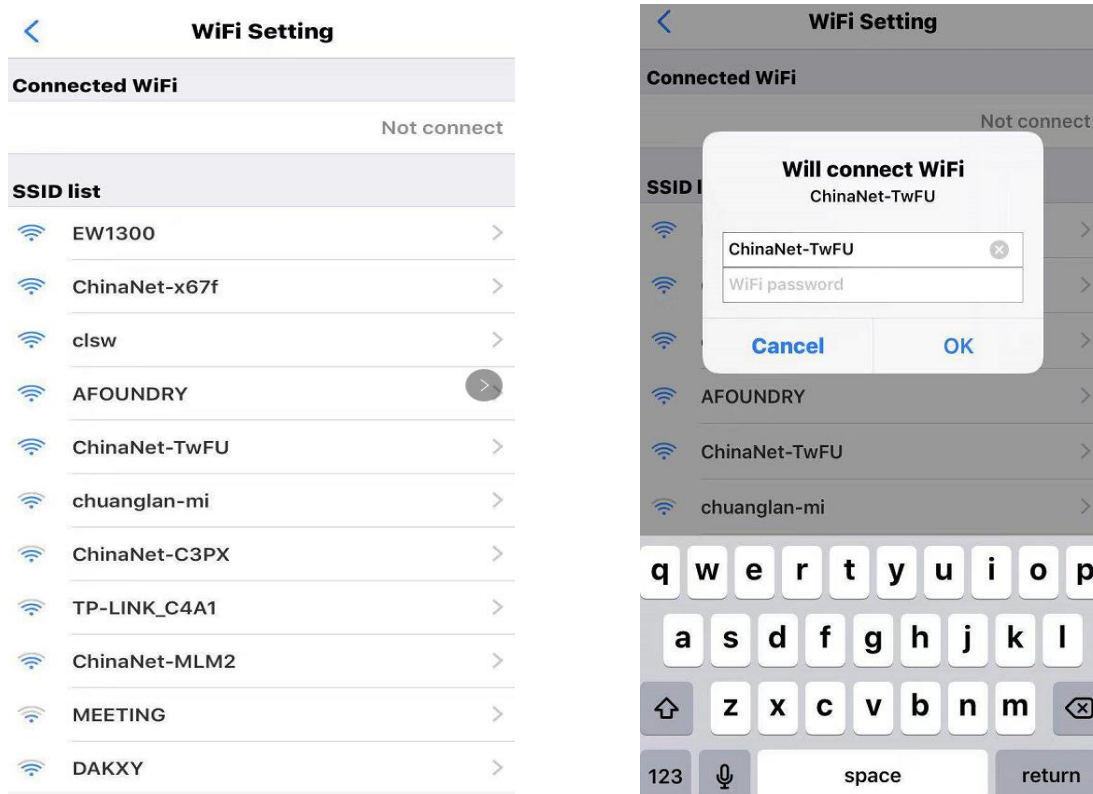 WiFi Setting
Connected WiFi
Not connect
SSID list
EW1300
ChinaNet-x67f
clsw
AFOUNDRY
ChinaNet-TwFU
chuanglan-mi
ChinaNet-C3PX
TP-LINK_C4A1
ChinaNet-MLM2
MEETING
DAKXY
WiFi Setting
Connected WiFi
Not connect
SSID l
Will connect WiFi
ChinaNet-TwFU
ChinaNet-TwFU
WiFi password
Cancel OK
AFOUNDRY
ChinaNet-TwFU
chuanglan-mi
q w e r t y u i o p
a s d f g h j k l
z x c v b n m
123 space return